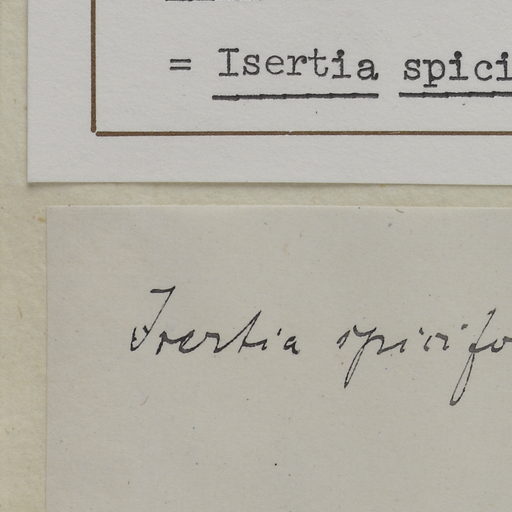 = Isertia spici
Isertia spicifo